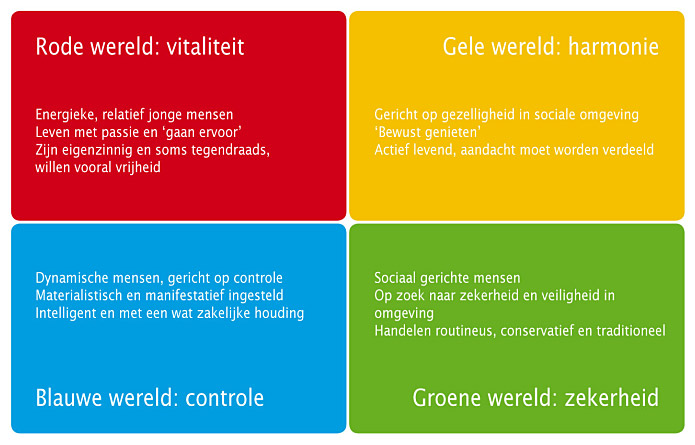 Rode wereld: vitaliteit
Energieke, relatief jonge mensen
Leven met passie en ‘gaan ervoor’
Zijn eigenzinnig en soms tegendraads,
willen vooral vrijheid
Gele wereld: harmonie
Gericht op gezelligheid in sociale omgeving
‘Bewust genieten’
Actief levend, aandacht moet worden verdeeld
Dynamische mensen, gericht op controle
Materialistisch en manifestatief ingesteld
Intelligent en met een wat zakelijke houding
Blauwe wereld: controle
Sociaal gerichte mensen
Op zoek naar zekerheid en veiligheid in
omgeving
Handelen routineus, conservatief en traditioneel
Groene wereld: zekerheid